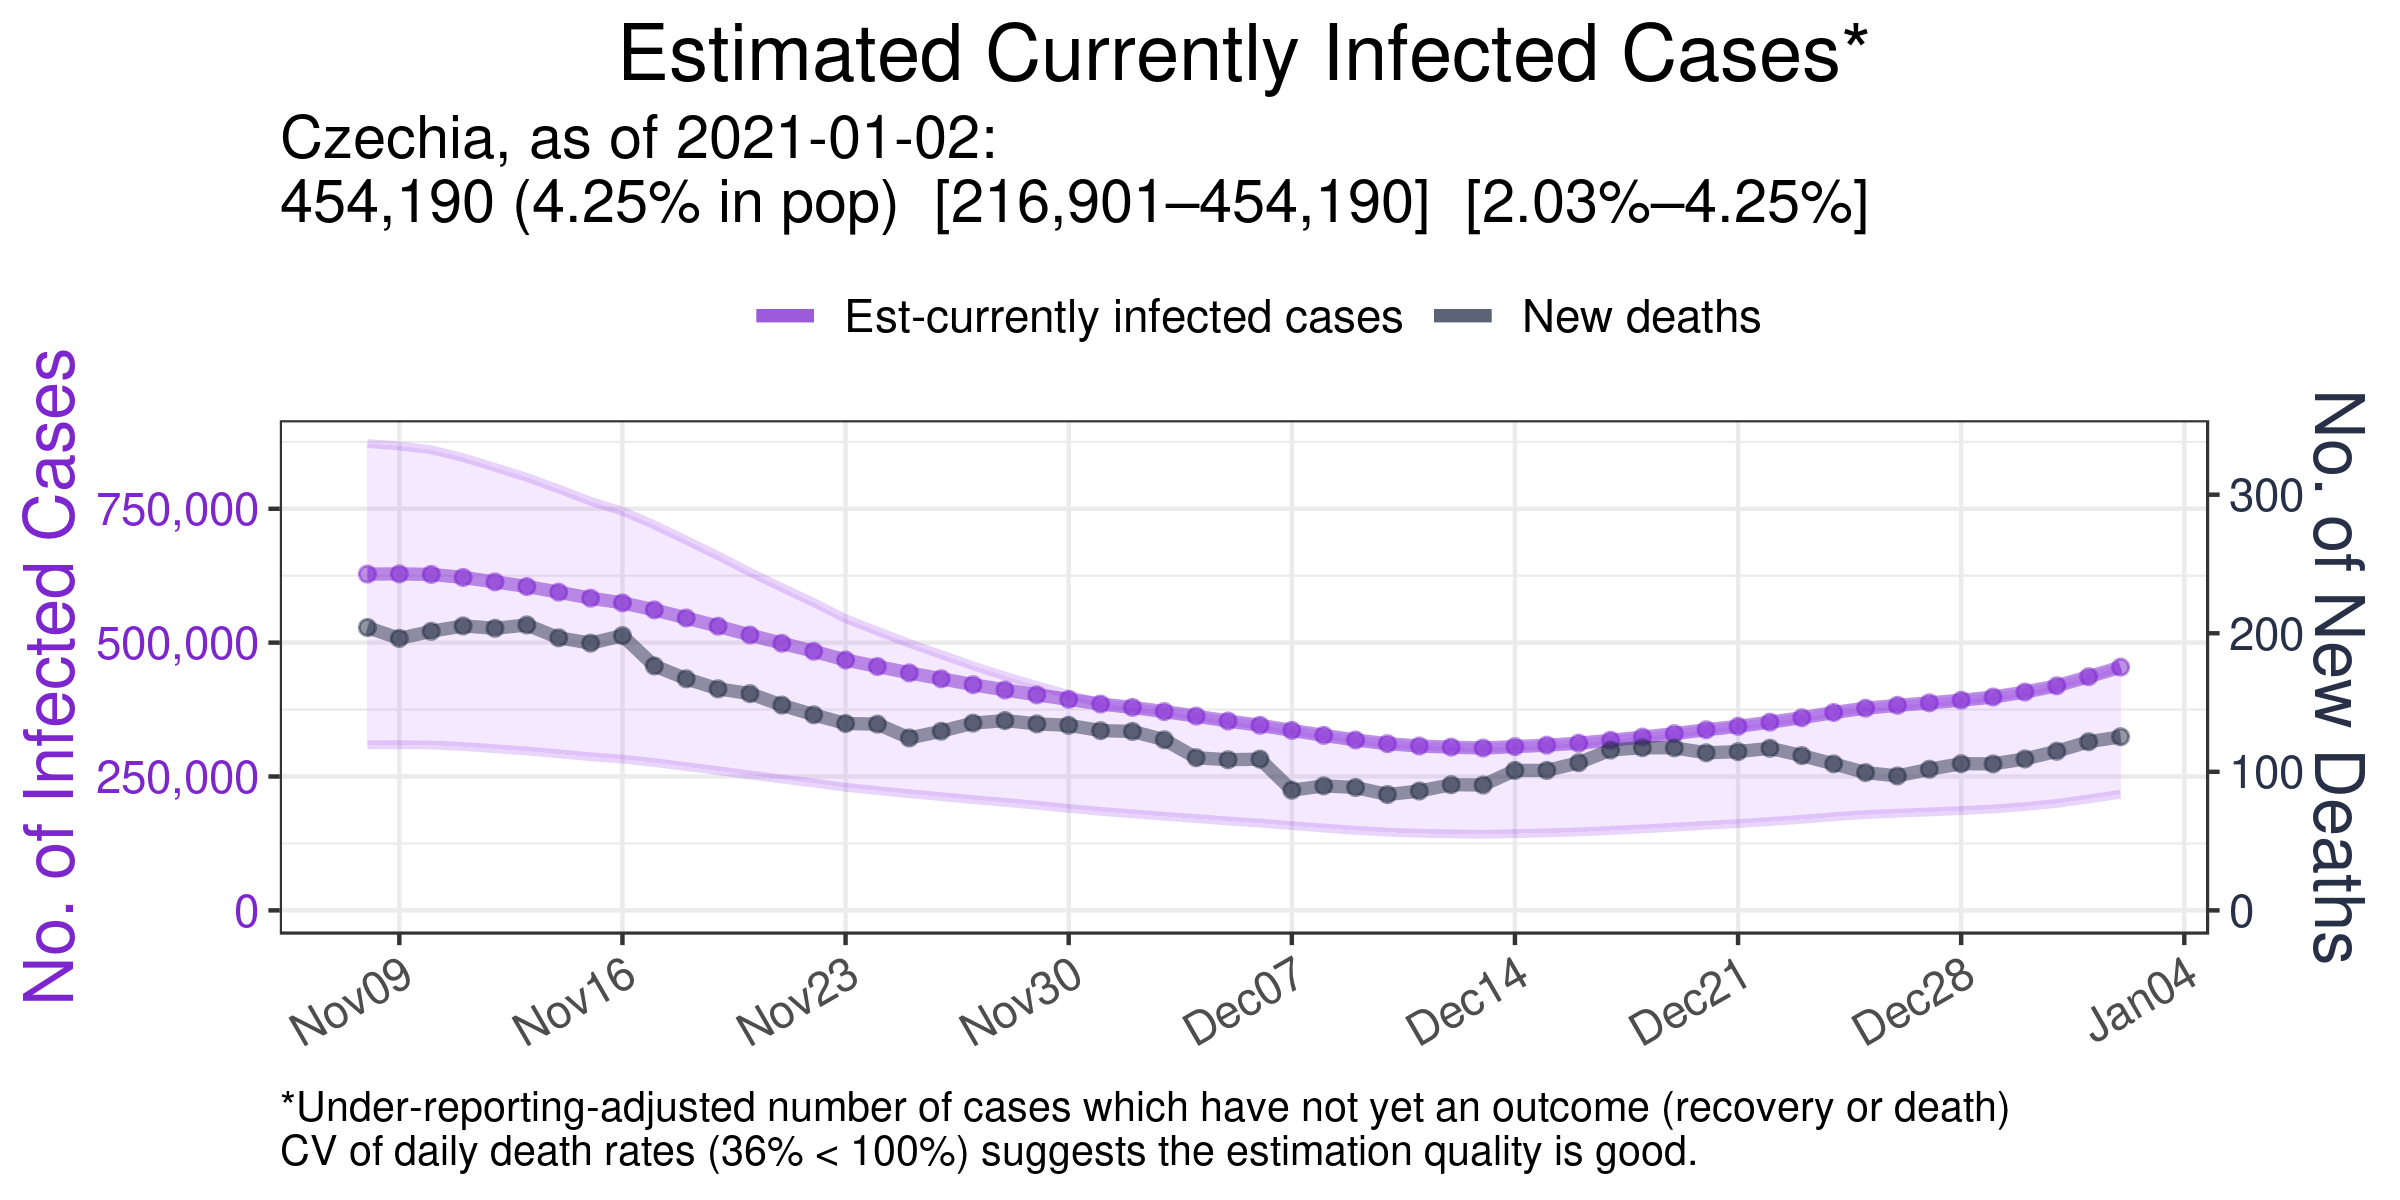 Estimated Currently Infected Cases*
Czechia, as of 2021-01-02:
454,190 (4.25% in pop) [216,901–454,190] [2.03%–4.25%]
Est-currently infected cases
New deaths
No. of Infected Cases
750,000
500,000
250,000
0
300
200
100
0
No. of New Deaths
Nov09
Nov16
Nov23
Nov30
Dec07
Dec14
Dec21
Dec28
Jan04
*Under-reporting-adjusted number of cases which have not yet an outcome (recovery or death)
CV of daily death rates (36% < 100%) suggests the estimation quality is good.